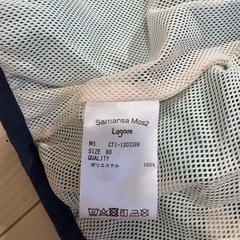 Samansa Mos2
Lagom
NO. CT1-1303389
SIZE 80
QUALITY
ポリエステル 100%